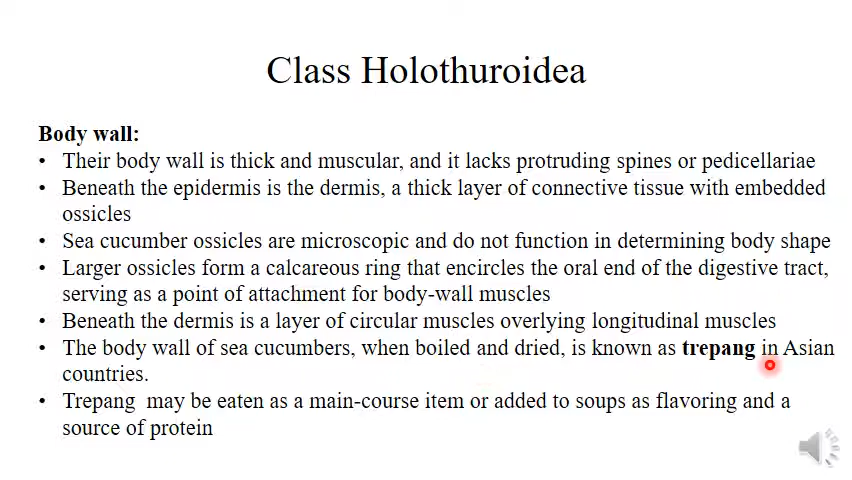 Class Holothuroidea
Body wall:
• Their body wall is thick and muscular, and it lacks protruding spines or pedicellariae
• Beneath the epidermis is the dermis, a thick layer of connective tissue with embedded
ossicles
• Sea cucumber ossicles are microscopic and do not function in determining body shape
• Larger ossicles form a calcareous ring that encircles the oral end of the digestive tract,
serving as a point of attachment for body-wall muscles
• Beneath the dermis is a layer of circular muscles overlying longitudinal muscles
• The body wall of sea cucumbers, when boiled and dried, is known as trepang in Asian
countries.
• Trepang  may be eaten as a main-course item or added to soups as flavoring and a
source of protein